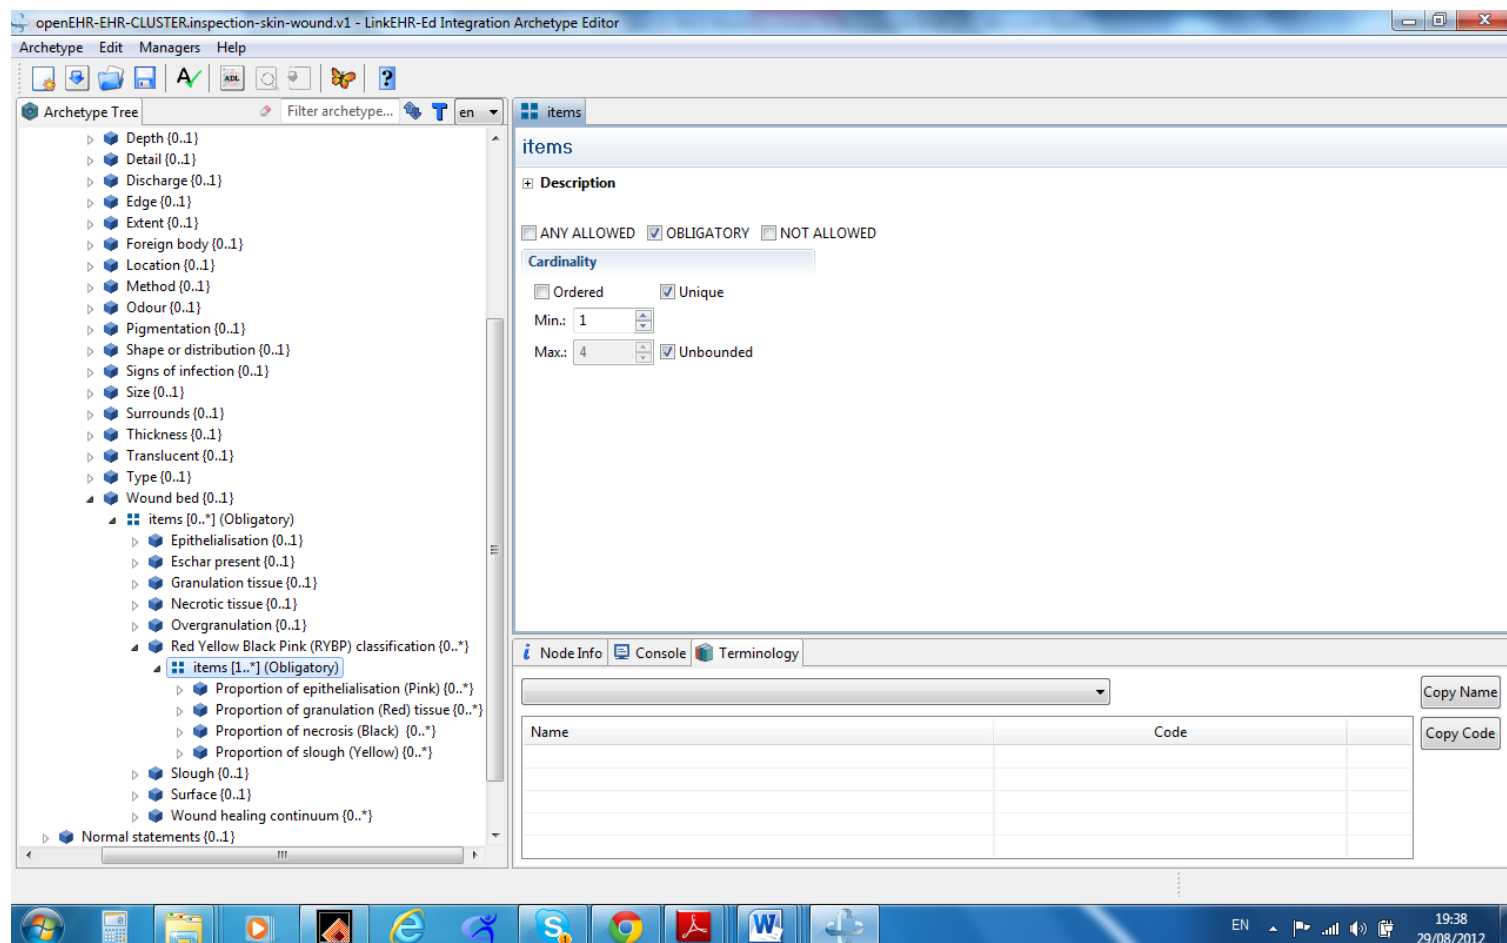 openEHR-EHR-CLUSTER.inspection-skin-wound.v1 - LinkEHR-Ed Integration Archetype Editor
Archetype Edit Managers Help
ADL
Archetype Tree
Filter archetype...
en
Depth {0..1}
Detail {0..1}
Discharge {0..1}
Edge {0..1}
Extent {0..1}
Foreign body {0..1}
Location {0..1}
Method {0..1}
Odour {0..1}
Pigmentation {0..1}
Shape or distribution {0..1}
Signs of infection {0..1}
Size {0..1}
Surrounds {0..1}
Thickness {0..1}
Translucent {0..1}
Type {0..1}
Wound bed {0..1}
items [0..*] (Obligatory)
Epithelialisation {0..1}
Eschar present {0..1}
Granulation tissue {0..1}
Necrotic tissue {0..1}
Overgranulation {0..1}
Red Yellow Black Pink (RYBP) classification {0..*}
items [1..*] (Obligatory)
Proportion of epithelialisation (Pink) {0..*}
Proportion of granulation (Red) tissue {0..*}
Proportion of necrosis (Black) {0..*}
Proportion of slough (Yellow) {0..*}
Slough {0..1}
Surface {0..1}
Wound healing continuum {0..*}
Normal statements {0..1}
items
items
Description
ANY ALLOWED OBLIGATORY NOT ALLOWED
Cardinality
Ordered Unique
Min.: 1
Max.: 4 Unbounded
Node Info Console Terminology
Copy Name
Name Code
Copy Code
EN
19:38
29/08/2012